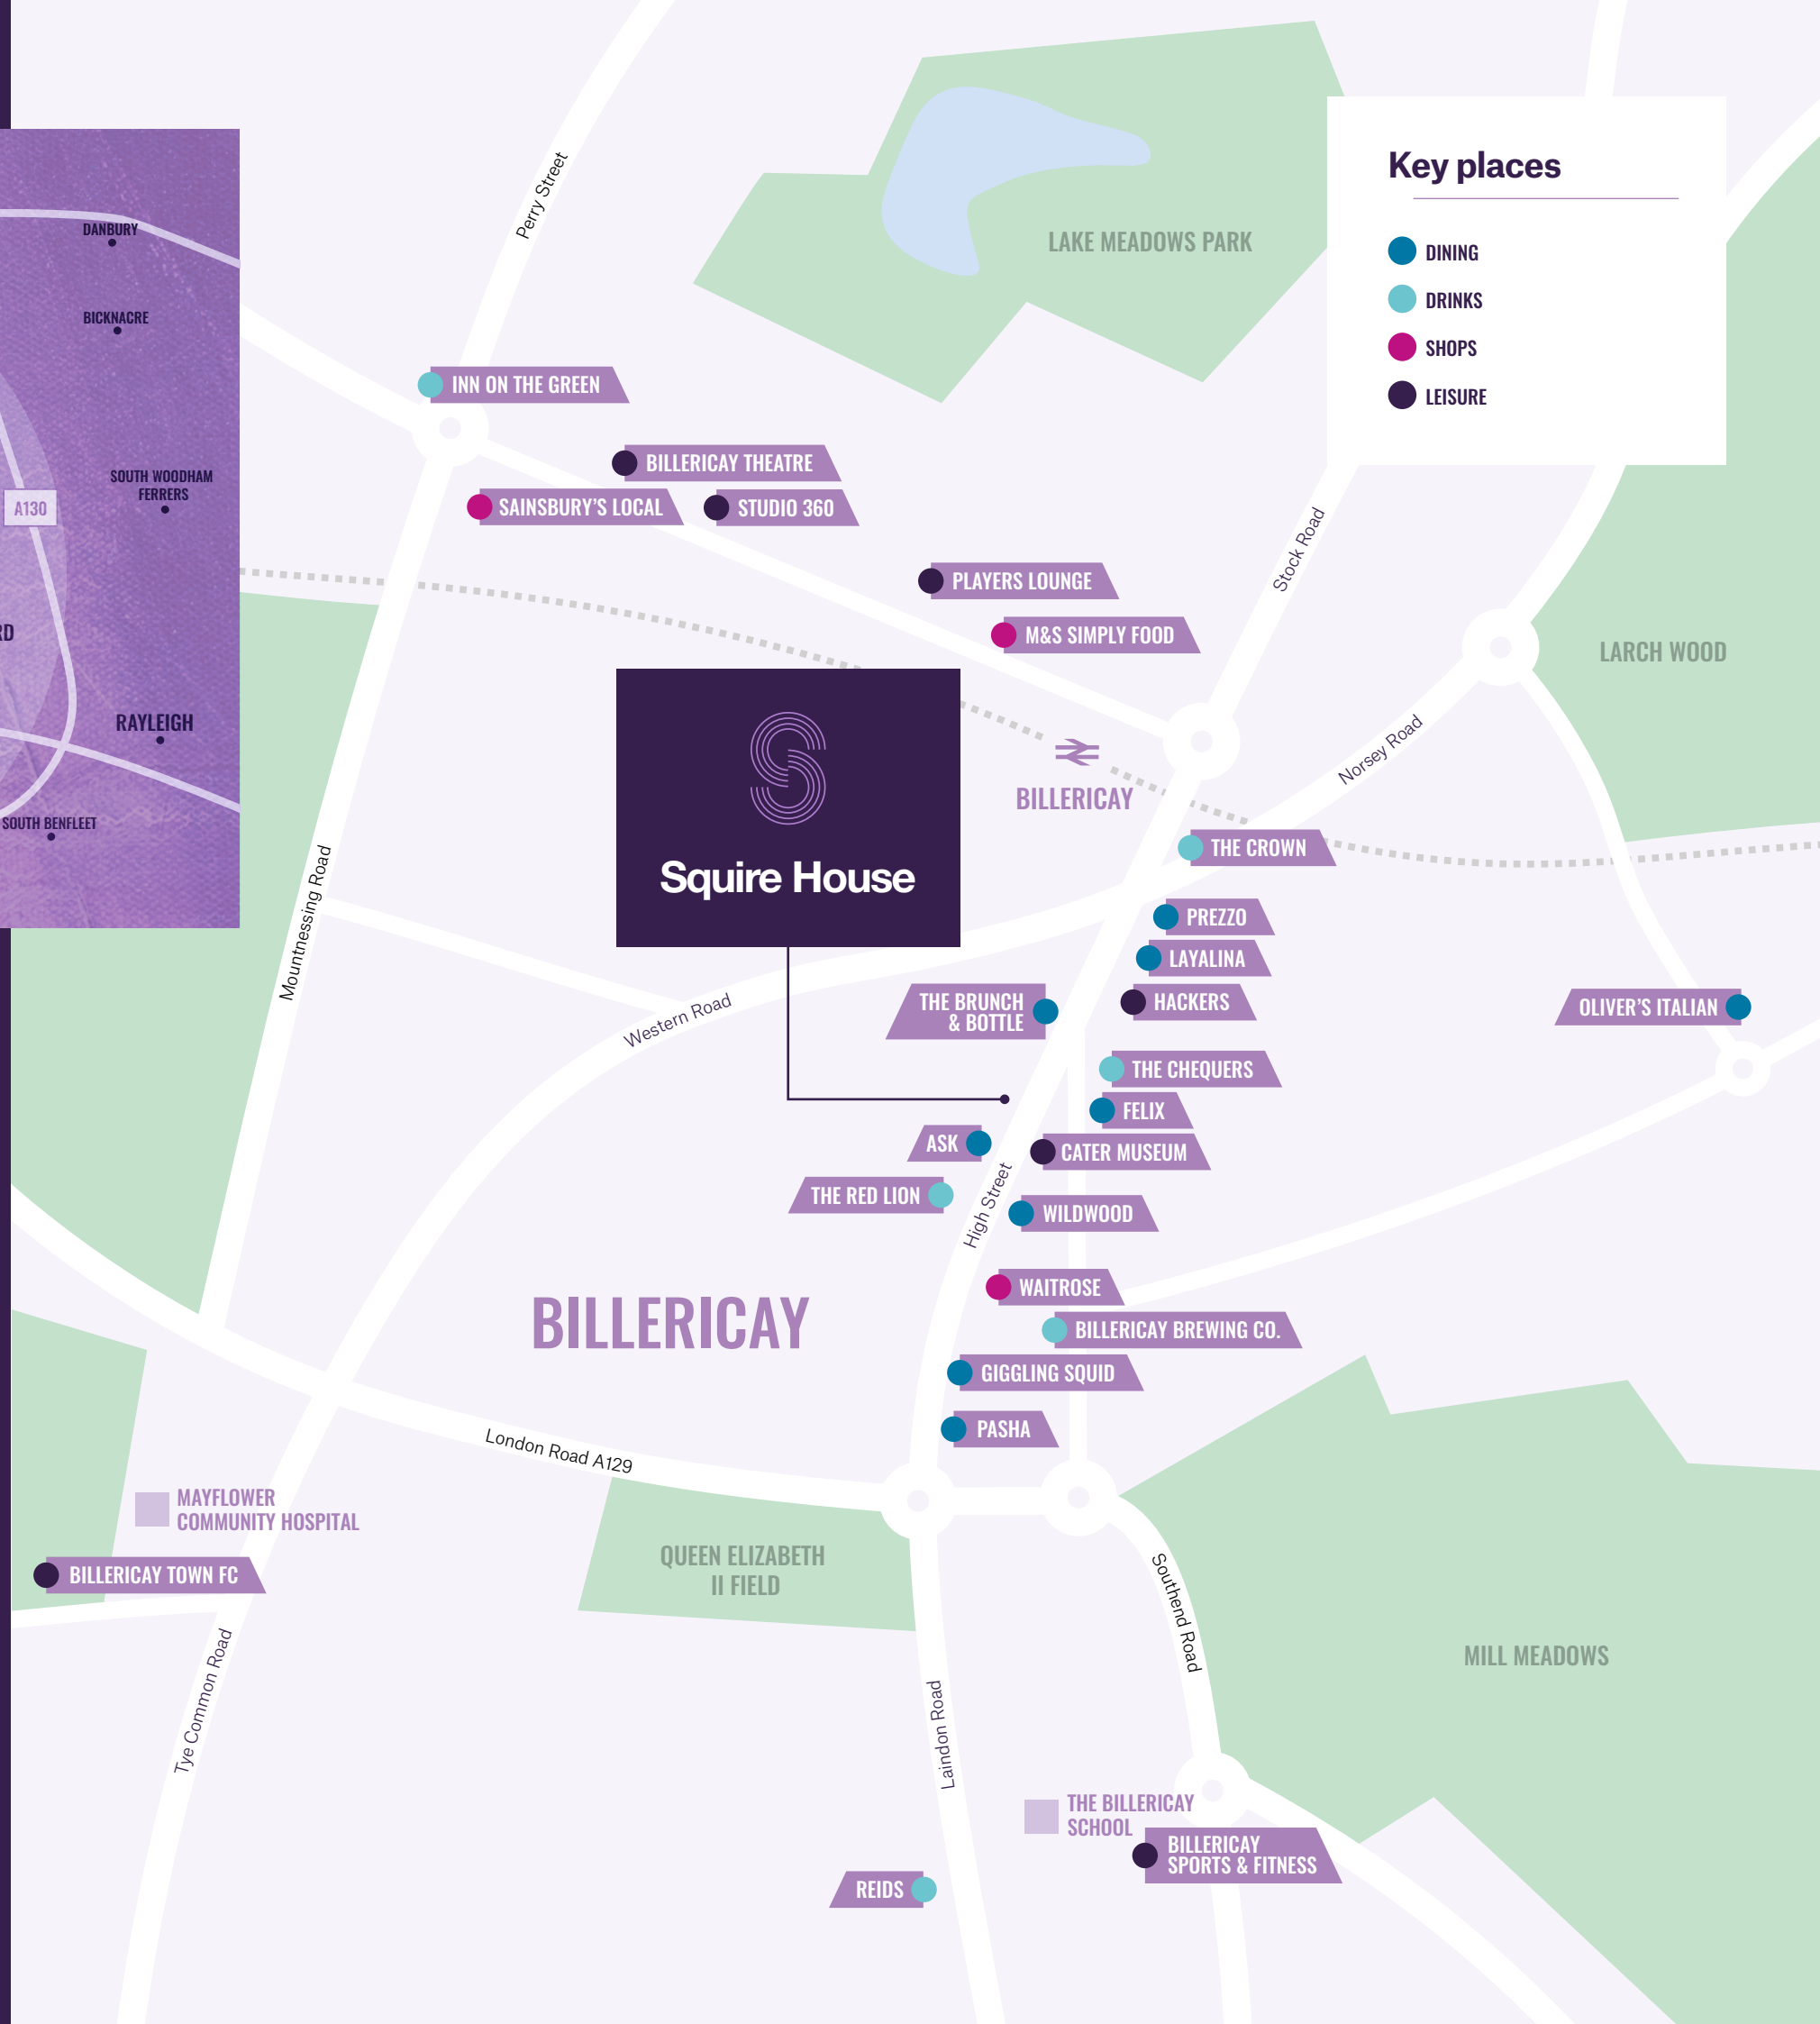 DANBURY
BICKNACRE
SOUTH WOODHAM
FERRERS
A130
RAYLEIGH
SOUTH BENFLEET
Perry Street
LAKE MEADOWS PARK
Key places
DINING
DRINKS
SHOPS
LEISURE
INN ON THE GREEN
BILLERICAY THEATRE
SAINSBURY'S LOCAL
STUDIO 360
PLAYERS LOUNGE
M&S SIMPLY FOOD
Stock Road
LARCH WOOD
Norsey Road
BILLERICAY
S
Squire House
THE CROWN
Mountnessing Road
PREZZO
LAYALINA
HACKERS
THE BRUNCH
& BOTTLE
Western Road
OLIVER'S ITALIAN
THE CHEQUERS
FELIX
ASK
CATER MUSEUM
THE RED LION
High Street
WILDWOOD
WAITROSE
BILLERICAY
BILLERICAY BREWING CO.
GIGGLING SQUID
PASHA
London Road A129
MAYFLOWER
COMMUNITY HOSPITAL
BILLERICAY TOWN FC
QUEEN ELIZABETH
II FIELD
Southend Road
MILL MEADOWS
Tye Common Road
Laindon Road
THE BILLERICAY
SCHOOL
BILLERICAY
SPORTS & FITNESS
REIDS